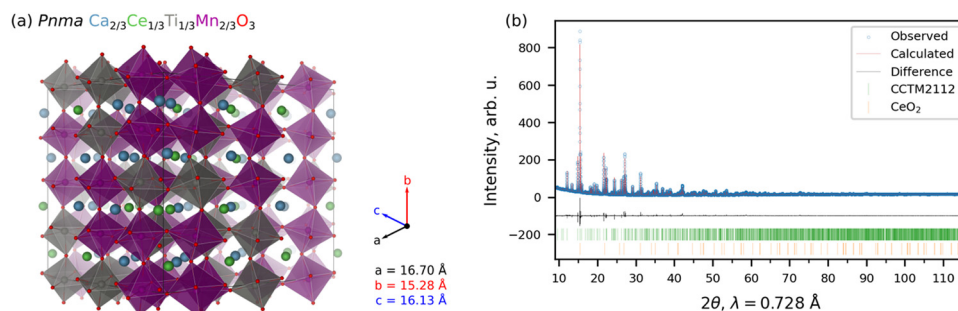 (a) Pnma Ca2/3Ce1/3Ti1/3Mn2/3O3
b
c
a
a = 16.70 Å
b = 15.28 Å
c = 16.13 Å
(b)
Observed
Calculated
Difference
CCTM2112
CeO2
Intensity, arb. u.
800
600
400
200
0
−200
10 20 30 40 50 60 70 80 90 100 110
2θ, λ = 0.728 Å